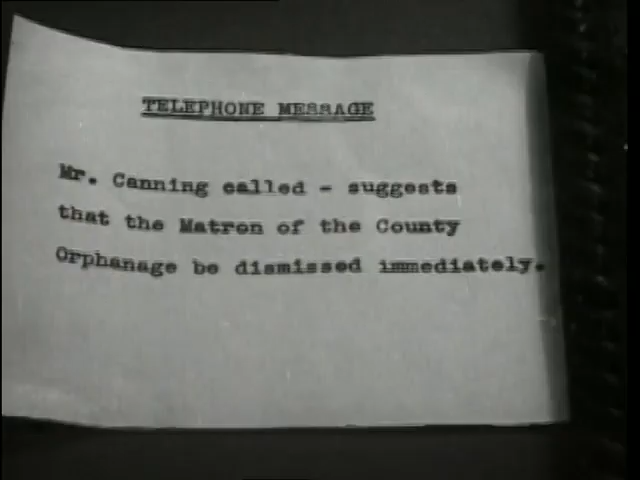 TELEPHONE MESSAGE
Mr. Canning called - suggests
that the Matron of the County
Orphanage be dismissed immediately.